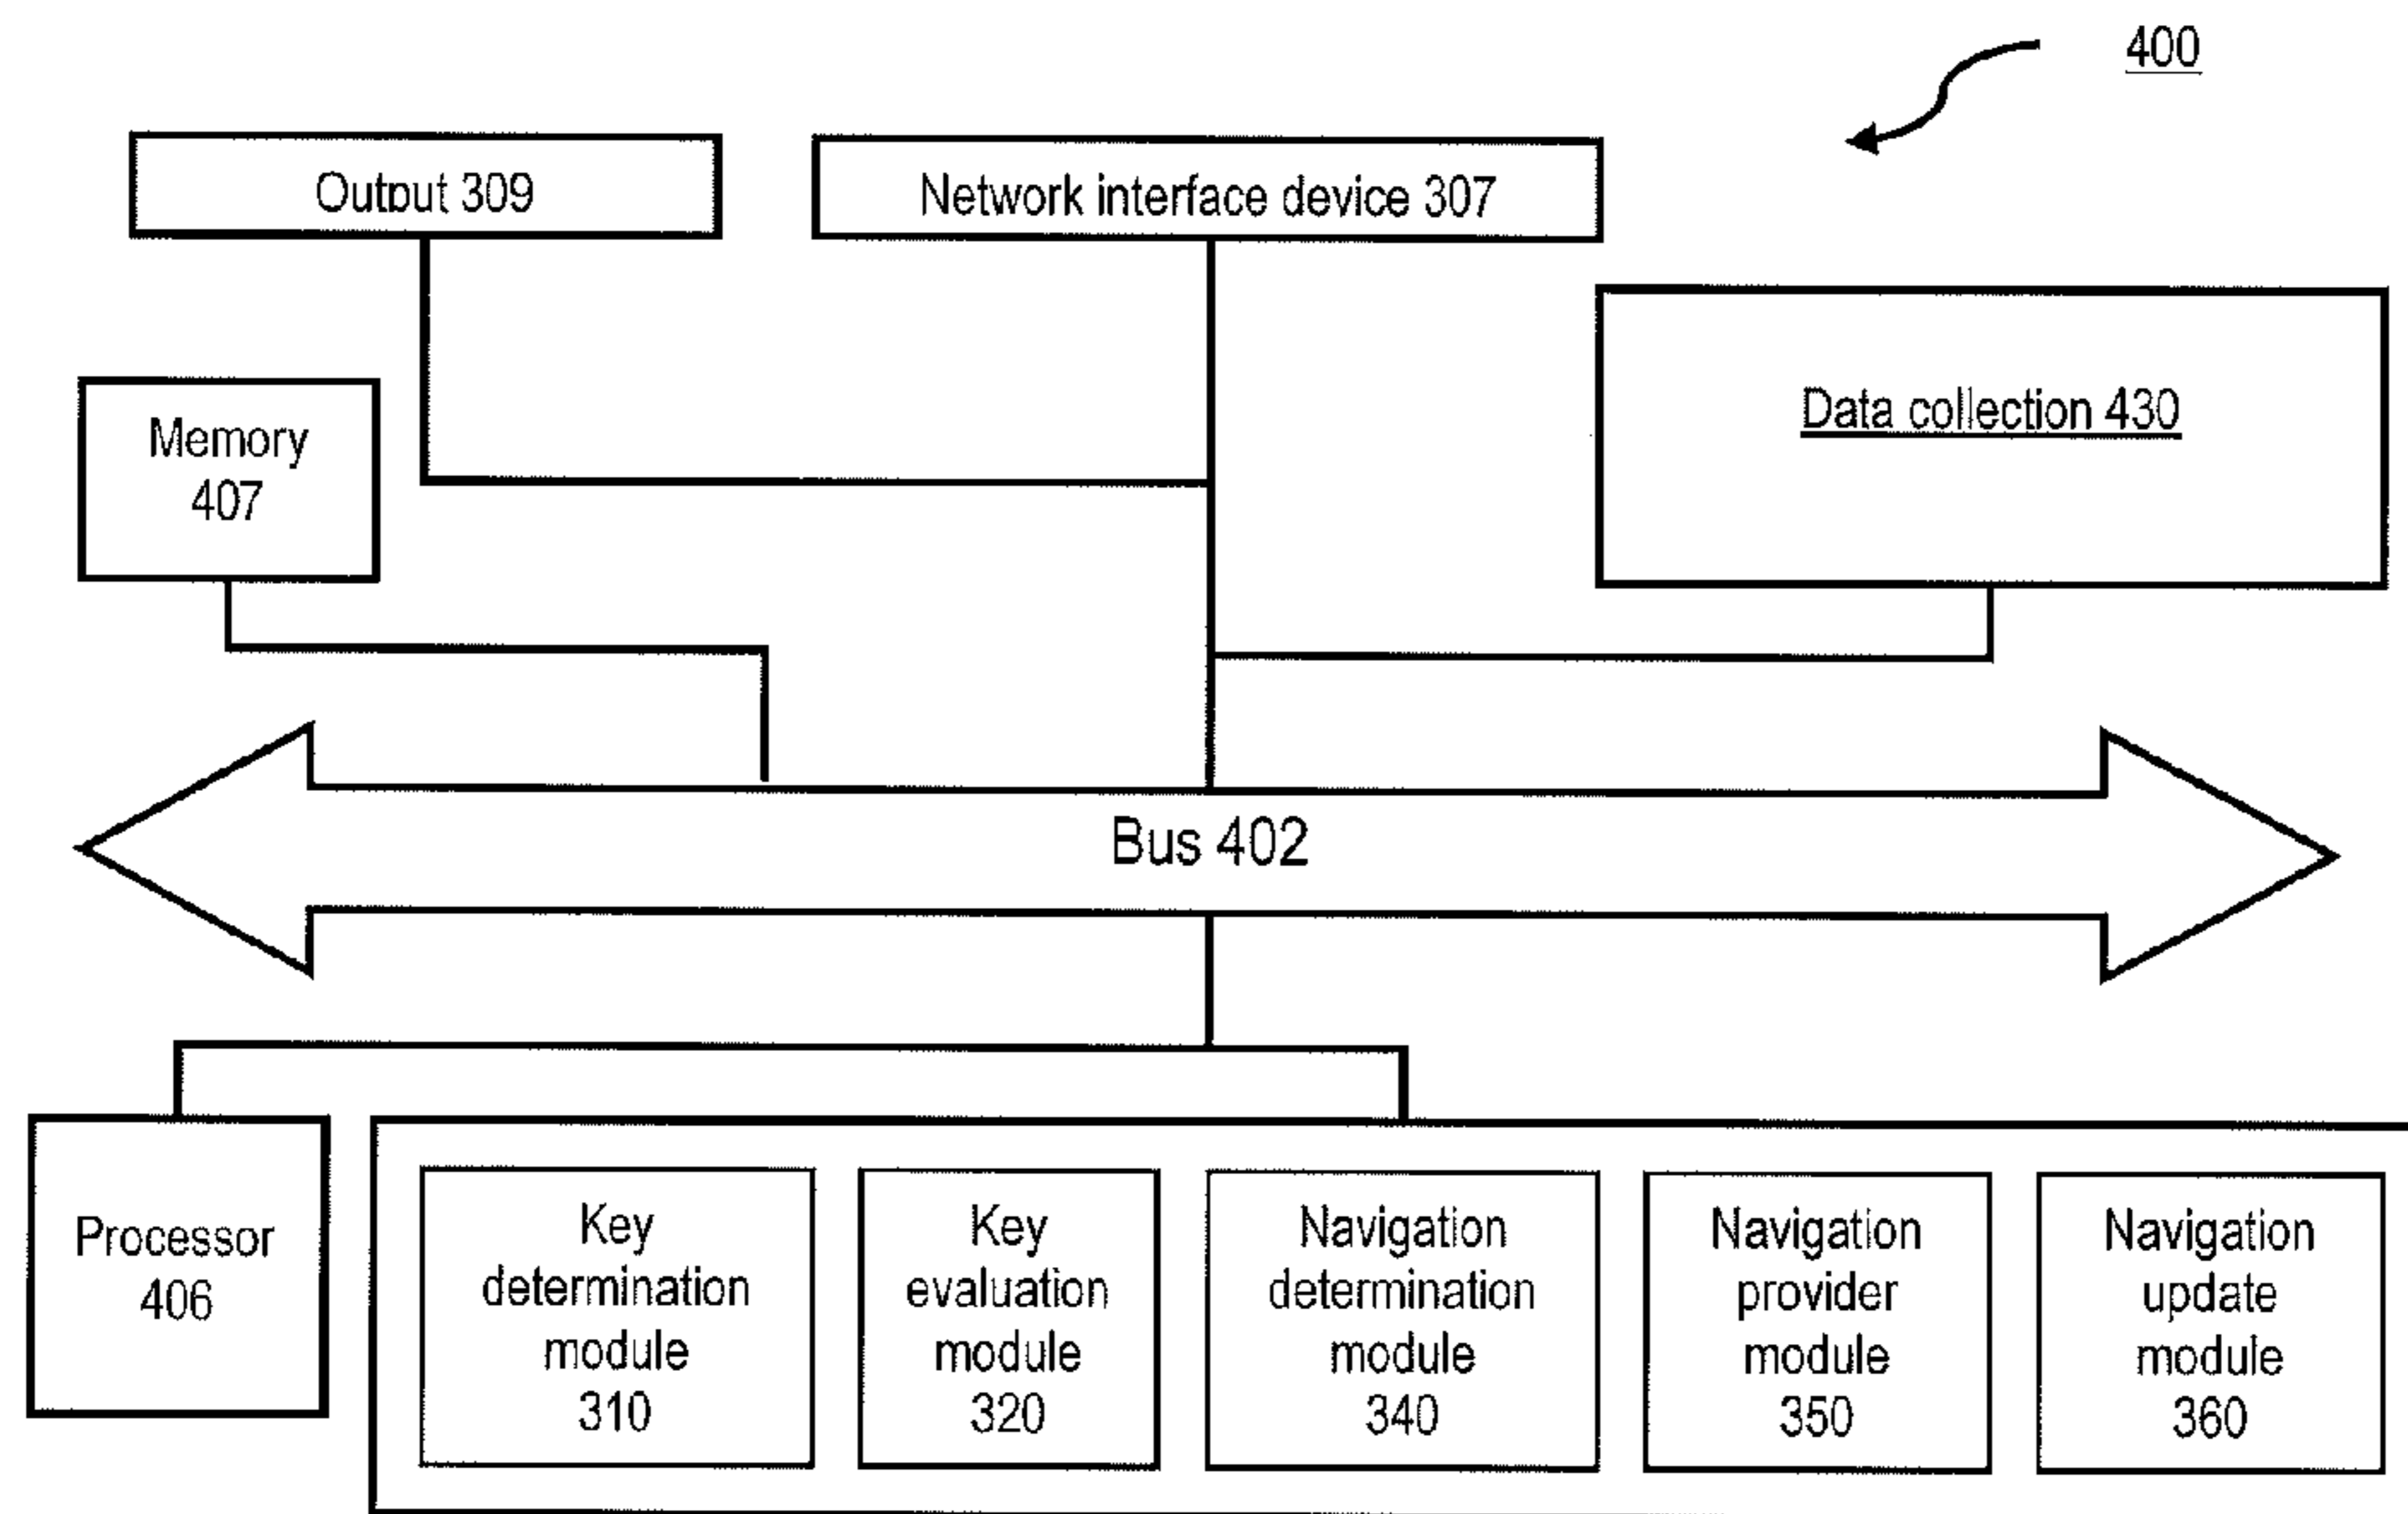 400
Output 309
Network interface device 307
Data collection 430
Memory
407
Bus 402
Processor
406
Key
determination
module
310
Key
evaluation
module
320
Navigation
determination
module
340
Navigation
provider
module
350
Navigation
update
module
360